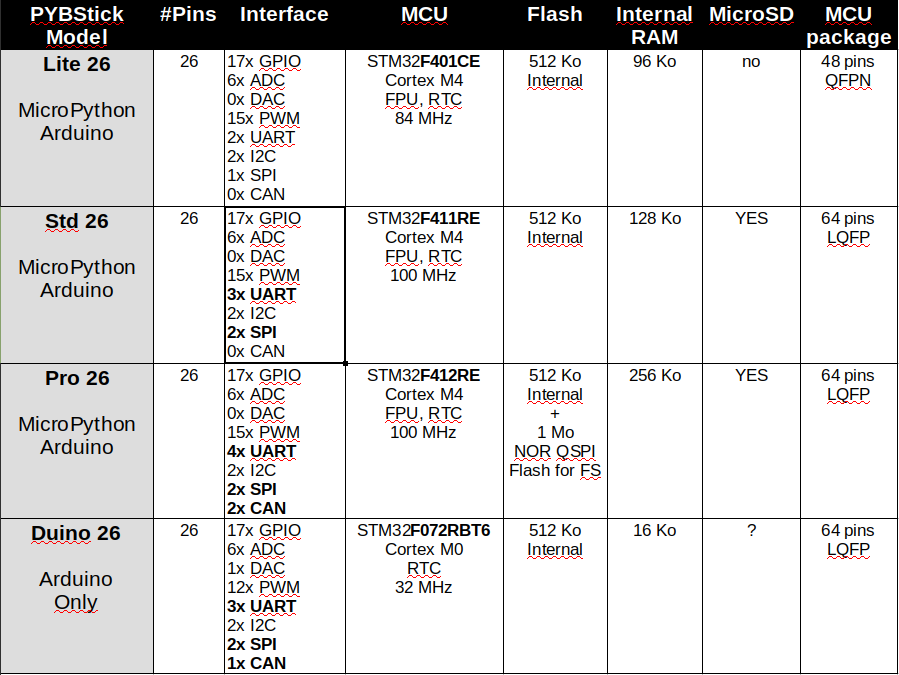 PYBStick Model #Pins Interface MCU Flash Internal RAM MicroSD MCU package
Lite 26
MicroPython
Arduino
26
17x GPIO
6x ADC
0x DAC
15x PWM
2x UART
2x I2C
1x SPI
0x CAN
STM32F401CE
Cortex M4
FPU, RTC
84 MHz
512 Ko
Internal
96 Ko
no
48 pins
QFPN
Std 26
MicroPython
Arduino
26
17x GPIO
6x ADC
0x DAC
15x PWM
3x UART
2x I2C
2x SPI
0x CAN
STM32F411RE
Cortex M4
FPU, RTC
100 MHz
512 Ko
Internal
128 Ko
YES
64 pins
LQFP
Pro 26
MicroPython
Arduino
26
17x GPIO
6x ADC
0x DAC
15x PWM
4x UART
2x I2C
2x SPI
2x CAN
STM32F412RE
Cortex M4
FPU, RTC
100 MHz
512 Ko
Internal
+
1 Mo
NOR QSPI
Flash for FS
256 Ko
YES
64 pins
LQFP
Duino 26
Arduino
Only
26
17x GPIO
6x ADC
1x DAC
12x PWM
3x UART
2x I2C
2x SPI
1x CAN
STM32F072RBT6
Cortex M0
RTC
32 MHz
512 Ko
Internal
16 Ko
?
64 pins
LQFP